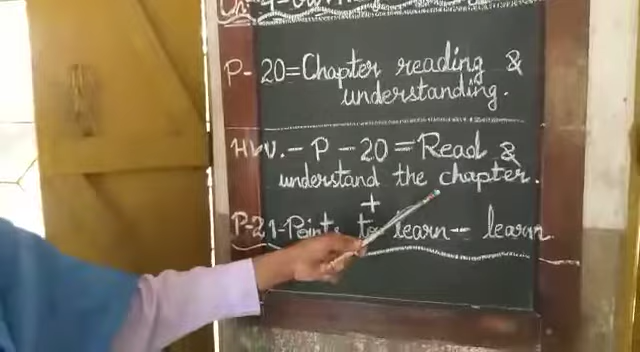 P- 20=Chapter reading &
understanding.
H.W. - P - 20 = Read &
understand the chapter.
+
P-21-Points to learn - learn